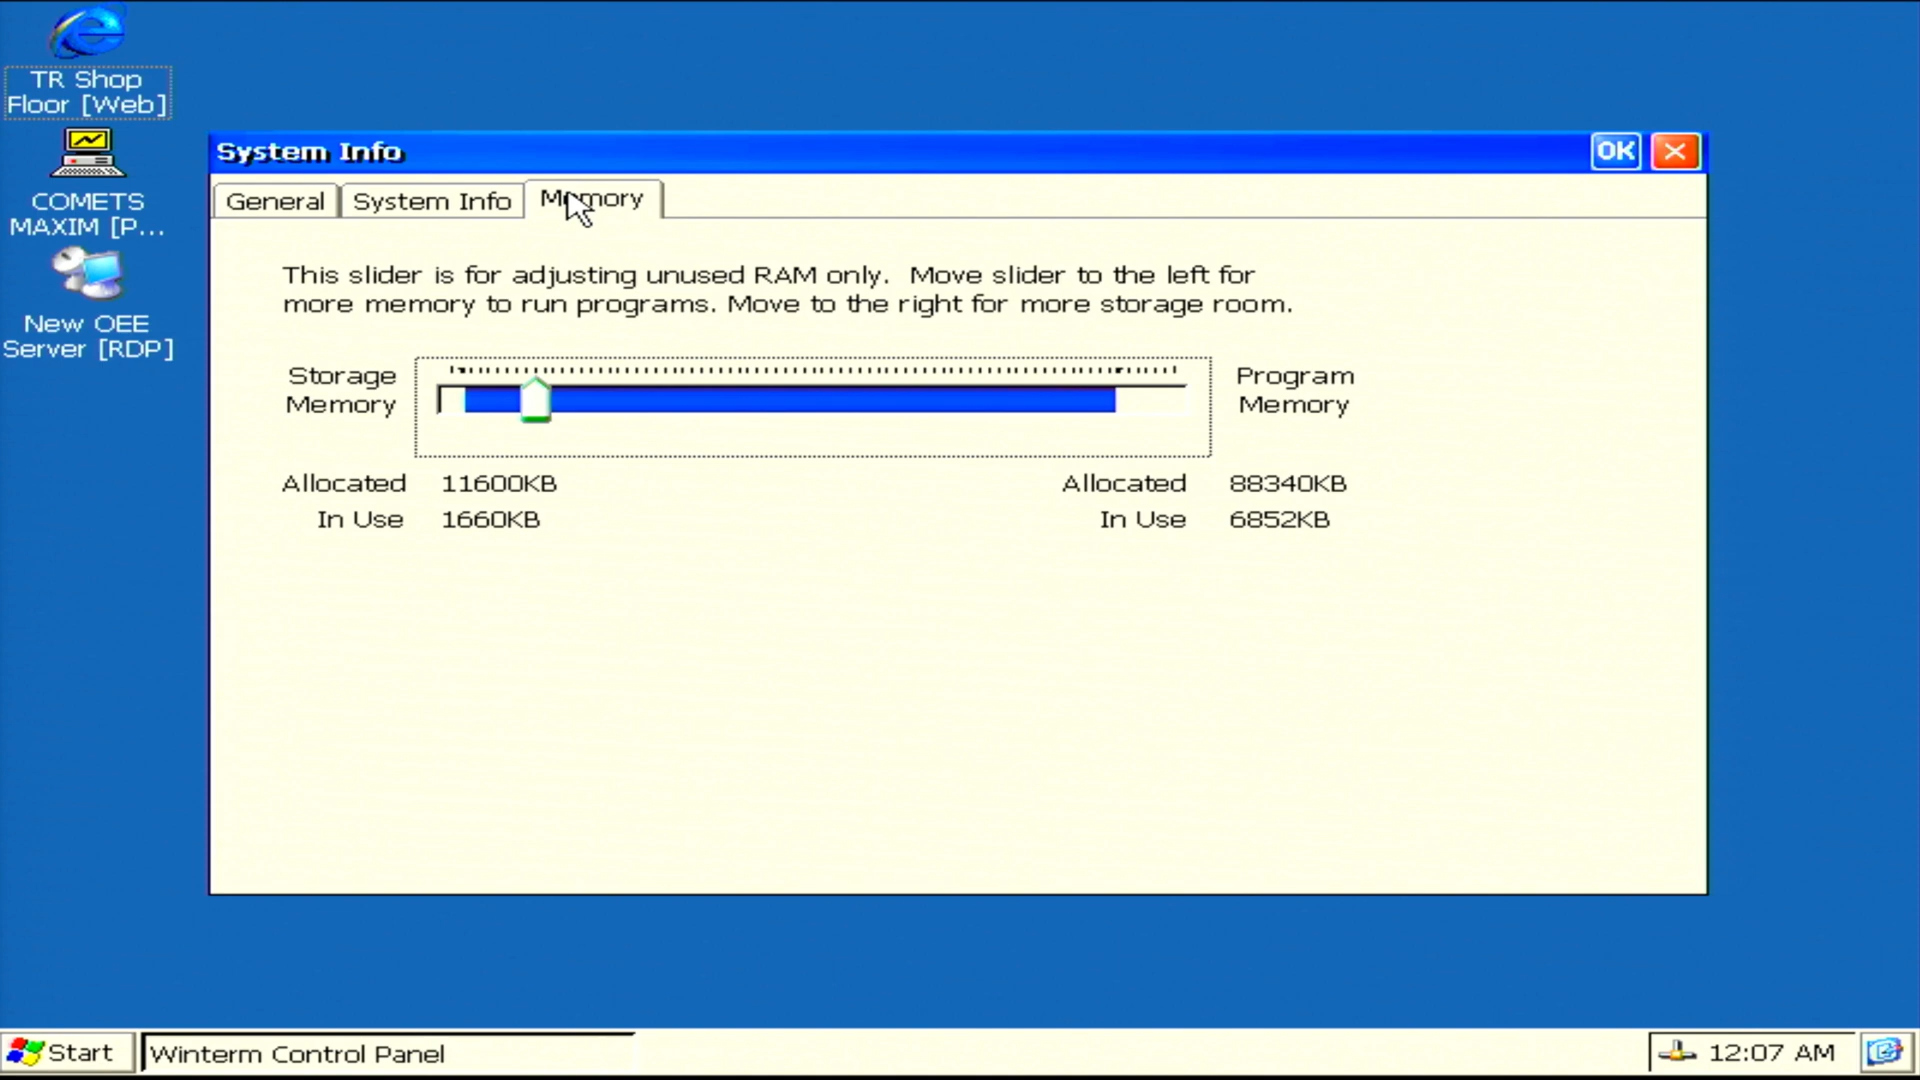 TR Shop
Floor [Web]
COMETS
MAXIM [P...
New OEE
Server [RDP]
System Info
OK
General
System Info
Memory
This slider is for adjusting unused RAM only.  Move slider to the left for
more memory to run programs. Move to the right for more storage room.
Storage
Memory
Program
Memory
Allocated 11600KB
In Use 1660KB
Allocated 88340KB
In Use 6852KB
Start
Winterm Control Panel
12:07 AM